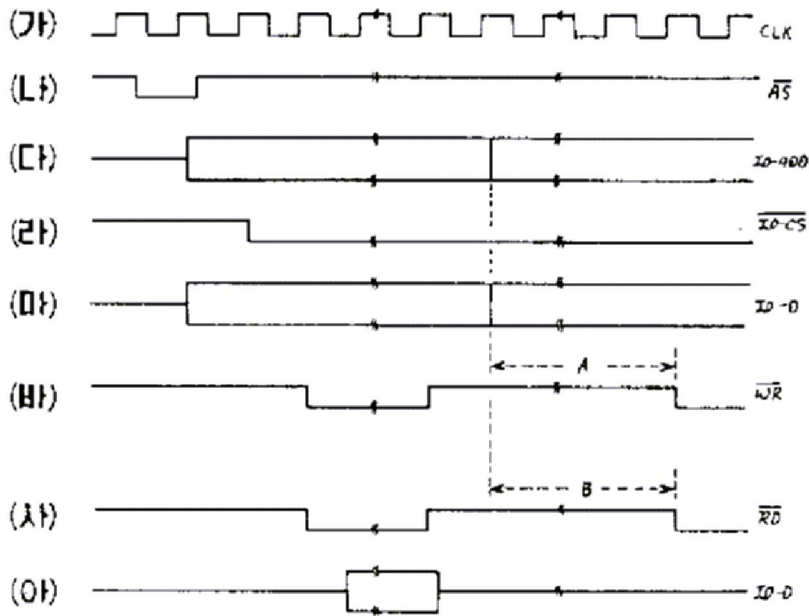 (가) CLK
(나) AS
(다) IO-ADD
(라) IO-CS
(마) IO-D
A
(바) WR
B
(사) RD
(아) IO-D